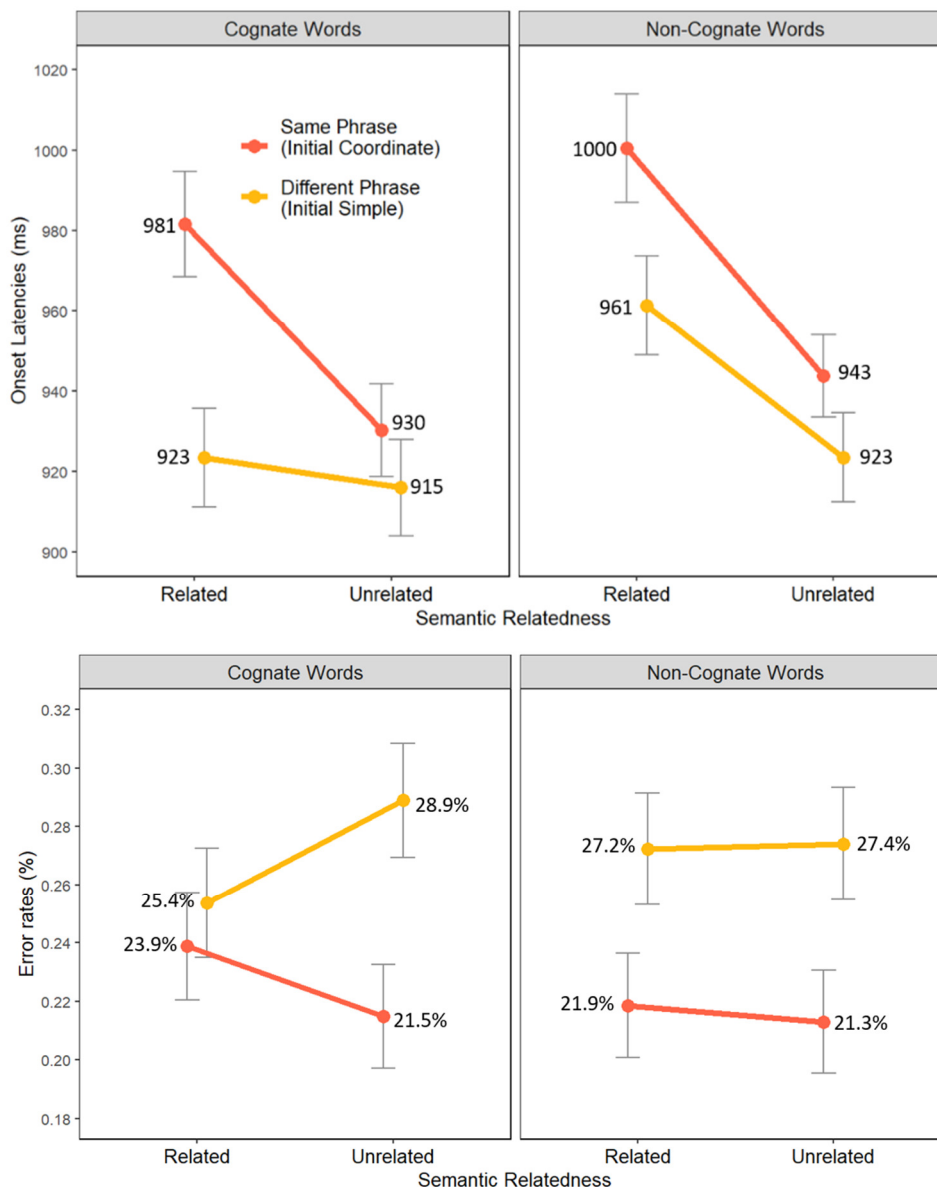 Cognate Words
Non-Cognate Words
Onset Latencies (ms)
1020
1000
980
960
940
920
900
Same Phrase
(Initial Coordinate)
Different Phrase
(Initial Simple)
981
930
923
915
1000
961
943
923
Related
Unrelated
Related
Unrelated
Semantic Relatedness
Cognate Words
Non-Cognate Words
Error rates (%)
0.32
0.30
0.28
0.26
0.24
0.22
0.20
0.18
25.4%
28.9%
23.9%
21.5%
27.2%
27.4%
21.9%
21.3%
Related
Unrelated
Related
Unrelated
Semantic Relatedness